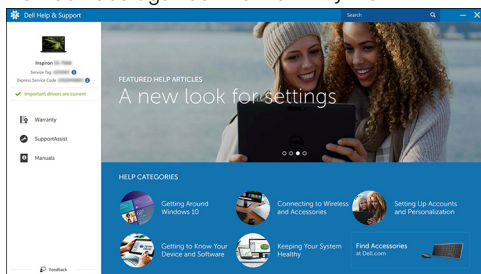 Dell Help & Support
Search
Inspiron
Service Tag
Express Service Code
Important drivers are current
Warranty
SupportAssist
Manuals
Feedback
FEATURED HELP ARTICLES
A new look for settings
HELP CATEGORIES
Getting Around
Windows 10
Connecting to Wireless
and Accessories
Setting Up Accounts
and Personalization
Getting to Know Your
Device and Software
Keeping Your System
Healthy
Find Accessories
at Dell.com